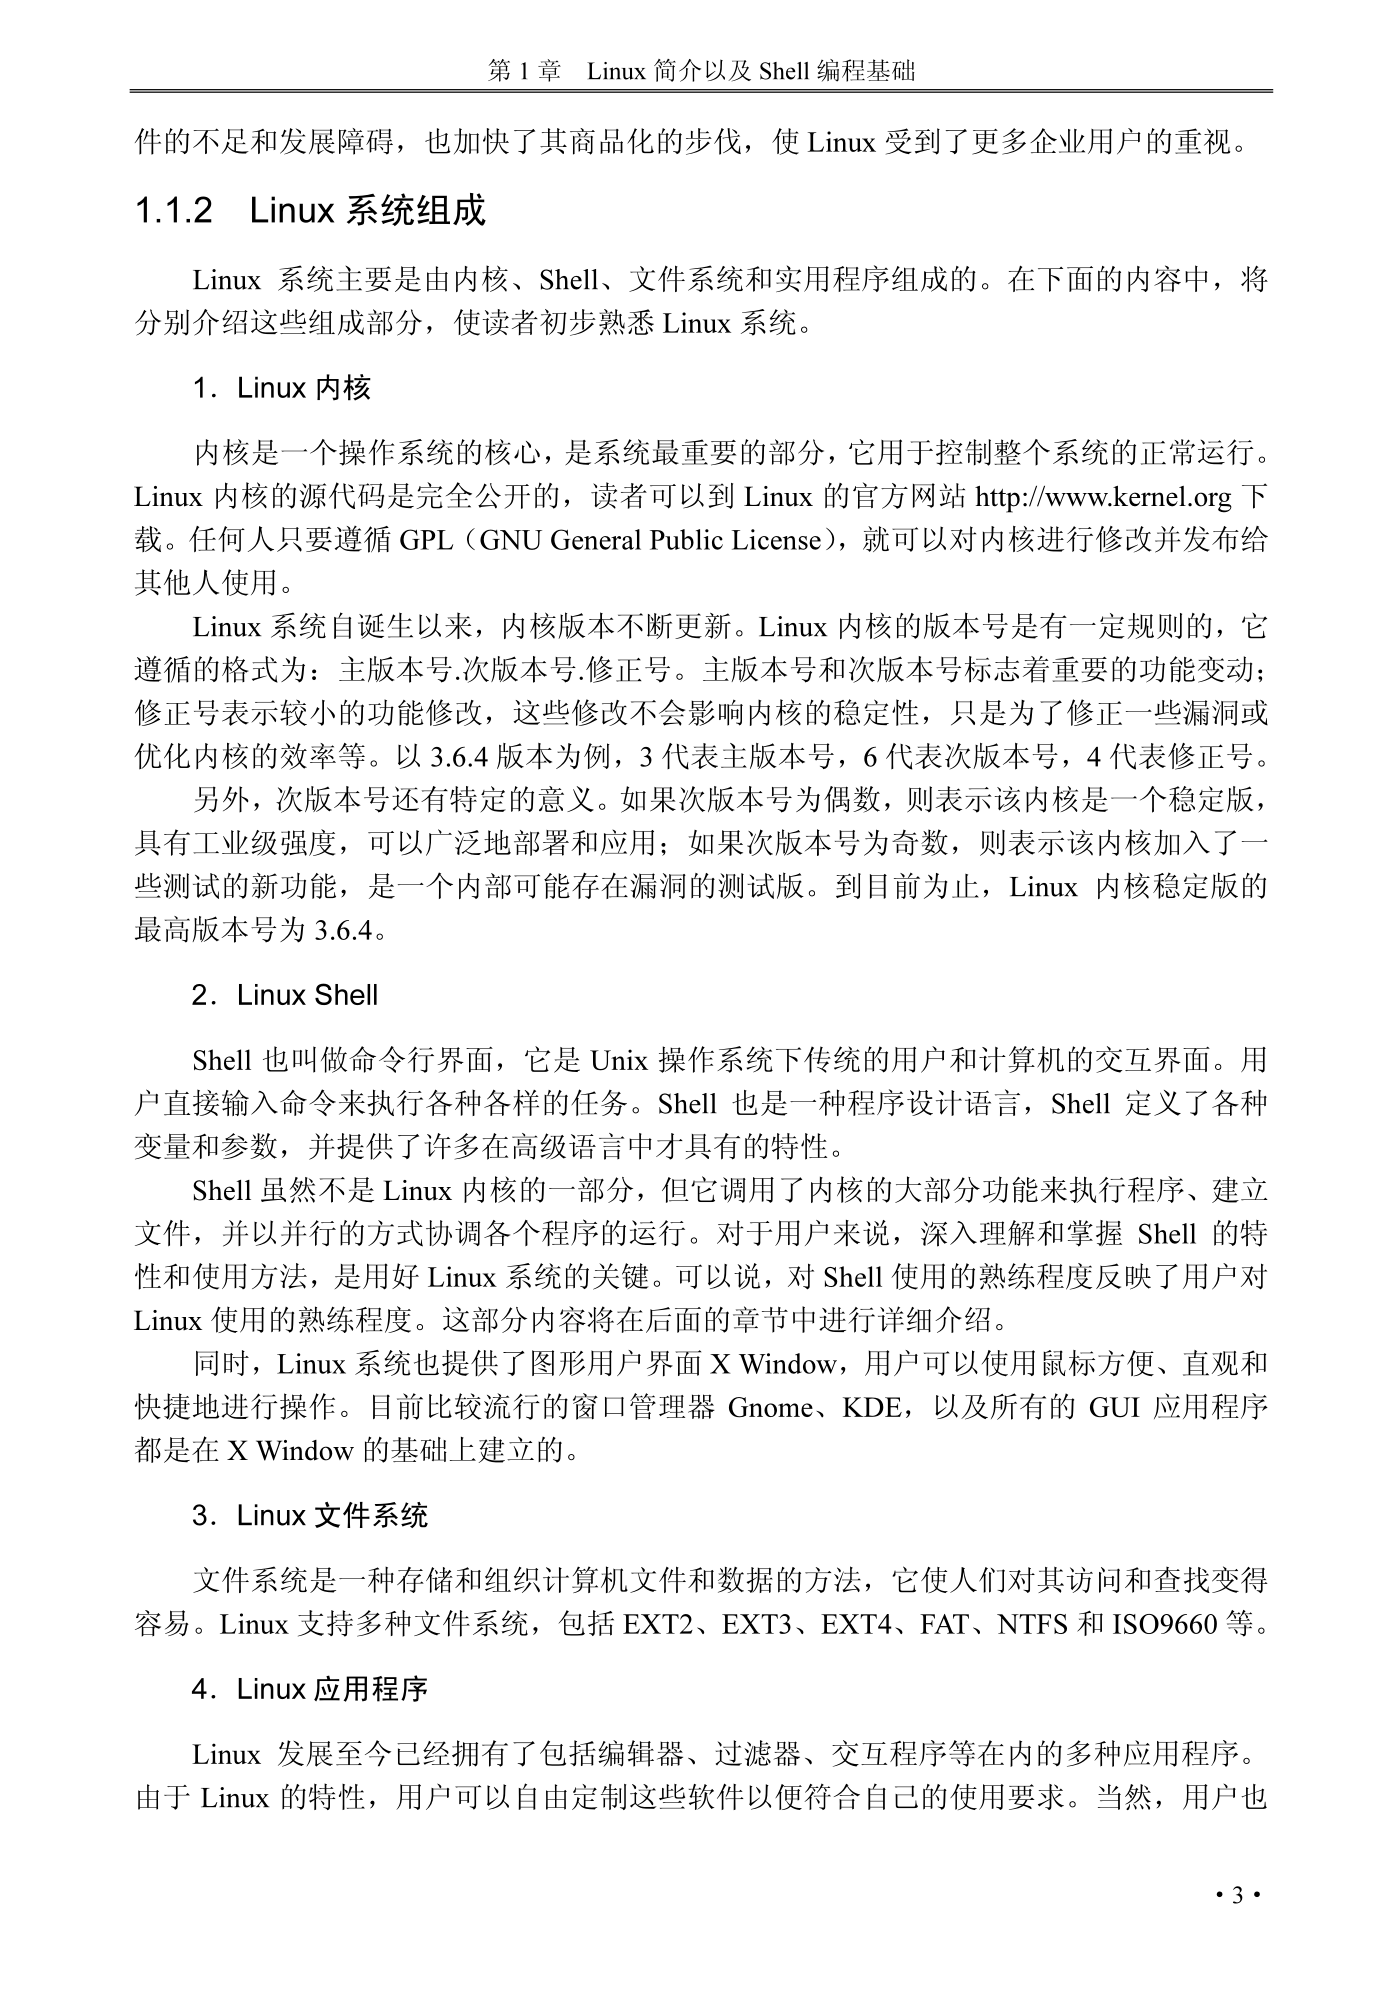 第 1 章　Linux 简介以及 Shell 编程基础
件的不足和发展障碍，也加快了其商品化的步伐，使 Linux 受到了更多企业用户的重视。
1.1.2　Linux 系统组成
Linux 系统主要是由内核、Shell、文件系统和实用程序组成的。在下面的内容中，将
分别介绍这些组成部分，使读者初步熟悉 Linux 系统。
1．Linux 内核
内核是一个操作系统的核心，是系统最重要的部分，它用于控制整个系统的正常运行。
Linux 内核的源代码是完全公开的，读者可以到 Linux 的官方网站 http://www.kernel.org 下
载。任何人只要遵循 GPL（GNU General Public License），就可以对内核进行修改并发布给
其他人使用。
Linux 系统自诞生以来，内核版本不断更新。Linux 内核的版本号是有一定规则的，它
遵循的格式为：主版本号.次版本号.修正号。主版本号和次版本号标志着重要的功能变动；
修正号表示较小的功能修改，这些修改不会影响内核的稳定性，只是为了修正一些漏洞或
优化内核的效率等。以 3.6.4 版本为例，3 代表主版本号，6 代表次版本号，4 代表修正号。
另外，次版本号还有特定的意义。如果次版本号为偶数，则表示该内核是一个稳定版，
具有工业级强度，可以广泛地部署和应用；如果次版本号为奇数，则表示该内核加入了一
些测试的新功能，是一个内部可能存在漏洞的测试版。到目前为止，Linux 内核稳定版的
最高版本号为 3.6.4。
2．Linux Shell
Shell 也叫做命令行界面，它是 Unix 操作系统下传统的用户和计算机的交互界面。用
户直接输入命令来执行各种各样的任务。Shell 也是一种程序设计语言，Shell 定义了各种
变量和参数，并提供了许多在高级语言中才具有的特性。
Shell 虽然不是 Linux 内核的一部分，但它调用了内核的大部分功能来执行程序、建立
文件，并以并行的方式协调各个程序的运行。对于用户来说，深入理解和掌握 Shell 的特
性和使用方法，是用好 Linux 系统的关键。可以说，对 Shell 使用的熟练程度反映了用户对
Linux 使用的熟练程度。这部分内容将在后面的章节中进行详细介绍。
同时，Linux 系统也提供了图形用户界面 X Window，用户可以使用鼠标方便、直观和
快捷地进行操作。目前比较流行的窗口管理器 Gnome、KDE，以及所有的 GUI 应用程序
都是在 X Window 的基础上建立的。
3．Linux 文件系统
文件系统是一种存储和组织计算机文件和数据的方法，它使人们对其访问和查找变得
容易。Linux 支持多种文件系统，包括 EXT2、EXT3、EXT4、FAT、NTFS 和 ISO9660 等。
4．Linux 应用程序
Linux 发展至今已经拥有了包括编辑器、过滤器、交互程序等在内的多种应用程序。
由于 Linux 的特性，用户可以自由定制这些软件以便符合自己的使用要求。当然，用户也
·3·